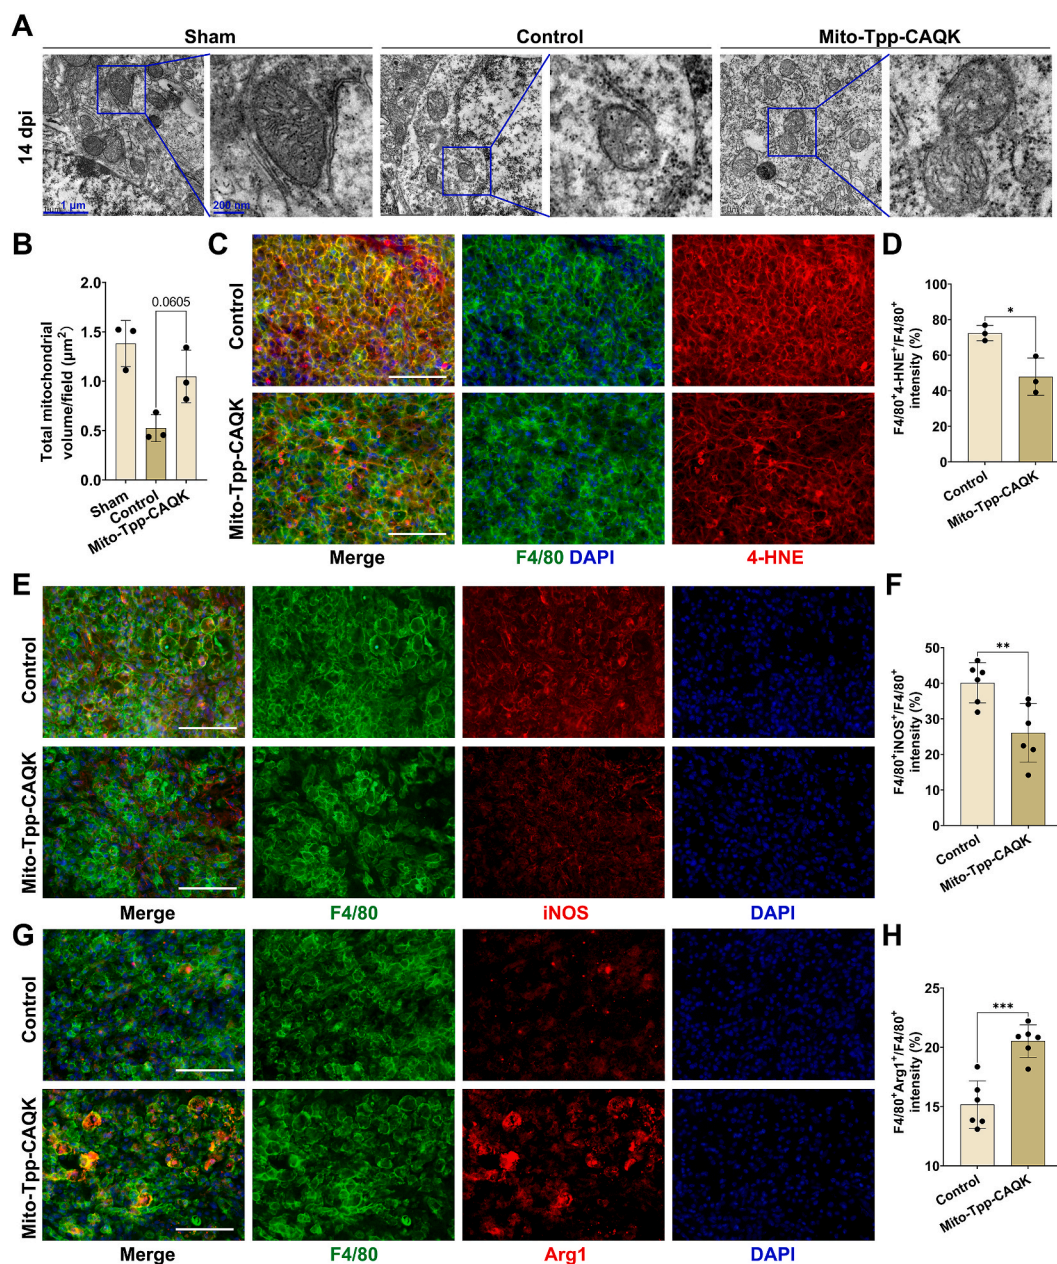 A
Sham
Control
Mito-Tpp-CAQK
14 dpi
1 μm
200 nm
B
Total mitochondrial
volume/field (μm²)
2.0
1.5
1.0
0.5
0.0
0.0605
Sham
Control
Mito-Tpp-CAQK
C
Control
Mito-Tpp-CAQK
Merge
F4/80 DAPI
4-HNE
D
F4/80⁺4-HNE⁺/F4/80⁺
intensity (%)
100
80
60
40
20
0
*
Control
Mito-Tpp-CAQK
E
Control
Mito-Tpp-CAQK
Merge
F4/80
iNOS
DAPI
F
F4/80⁺iNOS⁺/F4/80⁺
intensity (%)
50
40
30
20
10
0
**
Control
Mito-Tpp-CAQK
G
Control
Mito-Tpp-CAQK
Merge
F4/80
Arg1
DAPI
H
F4/80⁺Arg1⁺/F4/80⁺
intensity (%)
25
20
15
10
***
Control
Mito-Tpp-CAQK